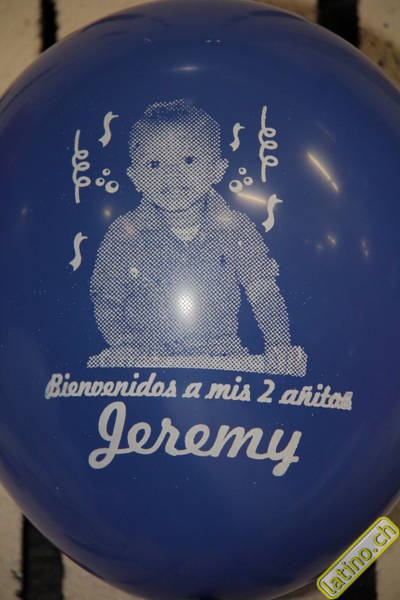 Bienvenidos a mis 2 añitos
Jeremy
latino.ch